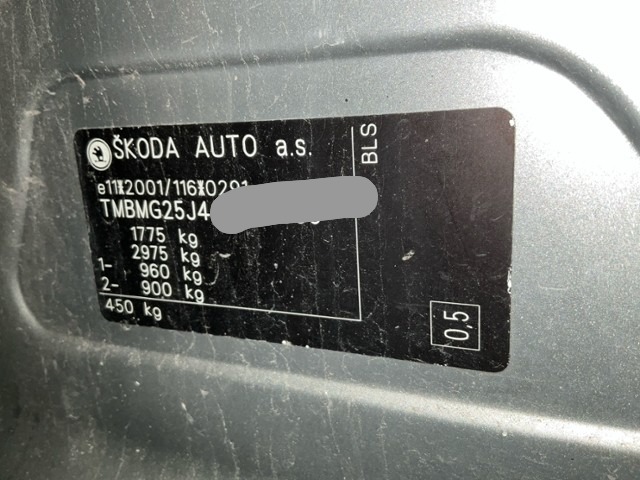 ŠKODA AUTO a.s.
e11*2001/116*0291
TMBMG25J4
1775 kg
2975 kg
1- 960 kg
2- 900 kg
450 kg
BLS
0,5